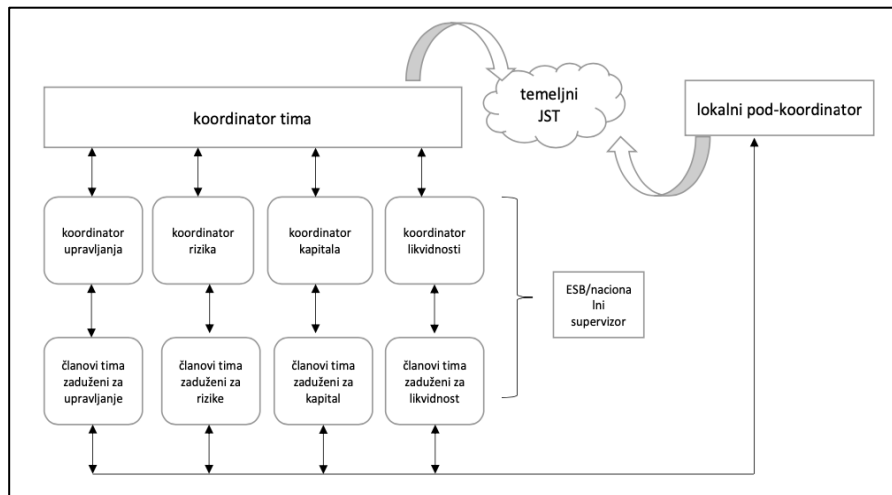 koordinator tima
temeljni
JST
lokalni pod-koordinator
koordinator
upravljanja
koordinator
rizika
koordinator
kapitala
koordinator
likvidnosti
ESB/naciona
lni
supervizor
članovi tima
zaduženi za
upravljanje
članovi tima
zaduženi za
rizike
članovi tima
zaduženi za
kapital
članovi tima
zaduženi za
likvidnost